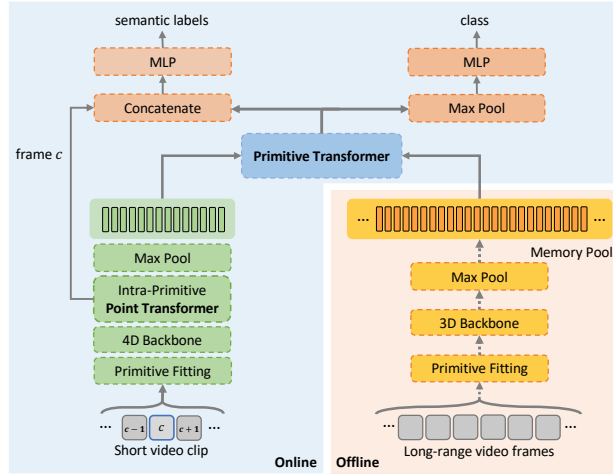 semantic labels
class
MLP
MLP
Concatenate
Max Pool
frame c
Primitive Transformer
... ...
Memory Pool
Max Pool
Max Pool
Intra-Primitive
Point Transformer
3D Backbone
4D Backbone
Primitive Fitting
Primitive Fitting
... c − 1 c c + 1 ...
... ...
Short video clip
Long-range video frames
Online
Offline